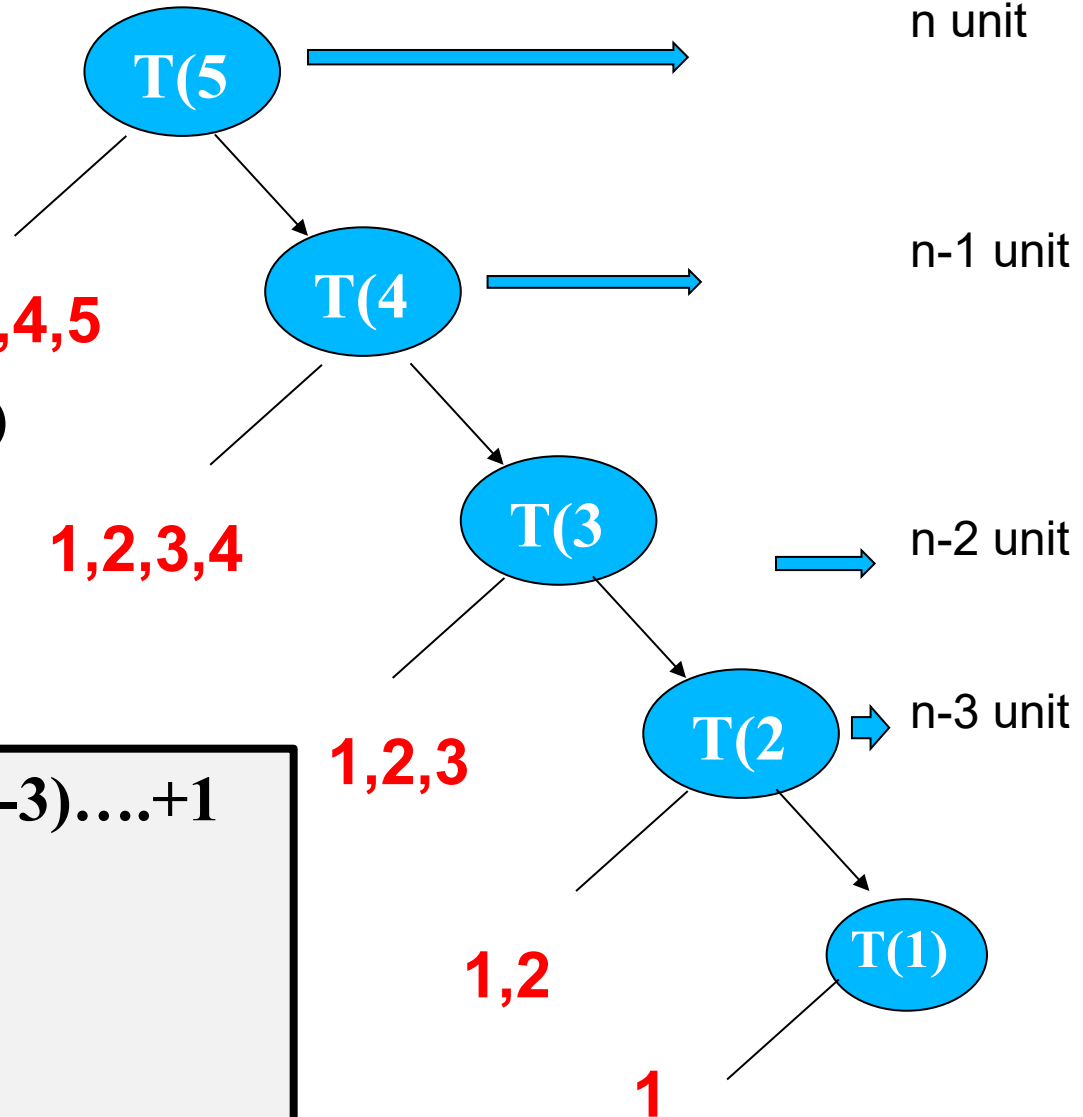 n unit
T(5
n-1 unit
T(4
,4,5
)
n-2 unit
T(3
1,2,3,4
n-3 unit
T(2
1,2,3
-3)….+1
T(1)
1,2
1